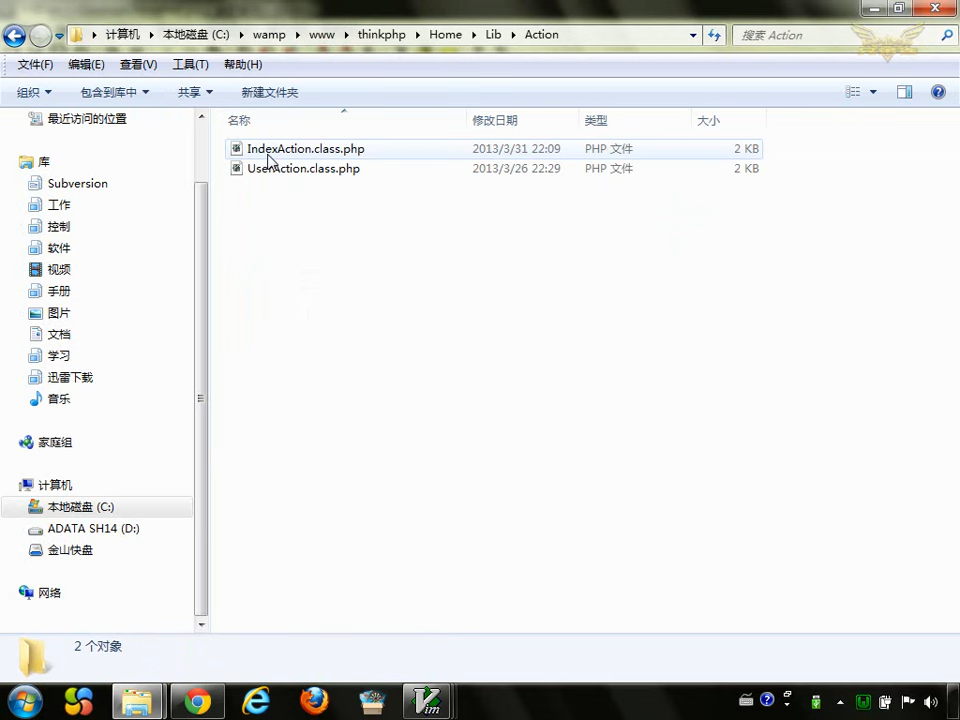 计算机 本地磁盘 (C:) wamp www thinkphp Home Lib Action 搜索 Action
文件(F) 编辑(E) 查看(V) 工具(T) 帮助(H)
组织 包含到库中 共享 新建文件夹
名称 修改日期 类型 大小
IndexAction.class.php 2013/3/31 22:09 PHP 文件 2 KB
UserAction.class.php 2013/3/26 22:29 PHP 文件 2 KB
最近访问的位置
库
Subversion
工作
控制
软件
视频
手册
图片
文档
学习
迅雷下载
音乐
家庭组
计算机
本地磁盘 (C:)
ADATA SH14 (D:)
金山快盘
网络
2 个对象
Vim